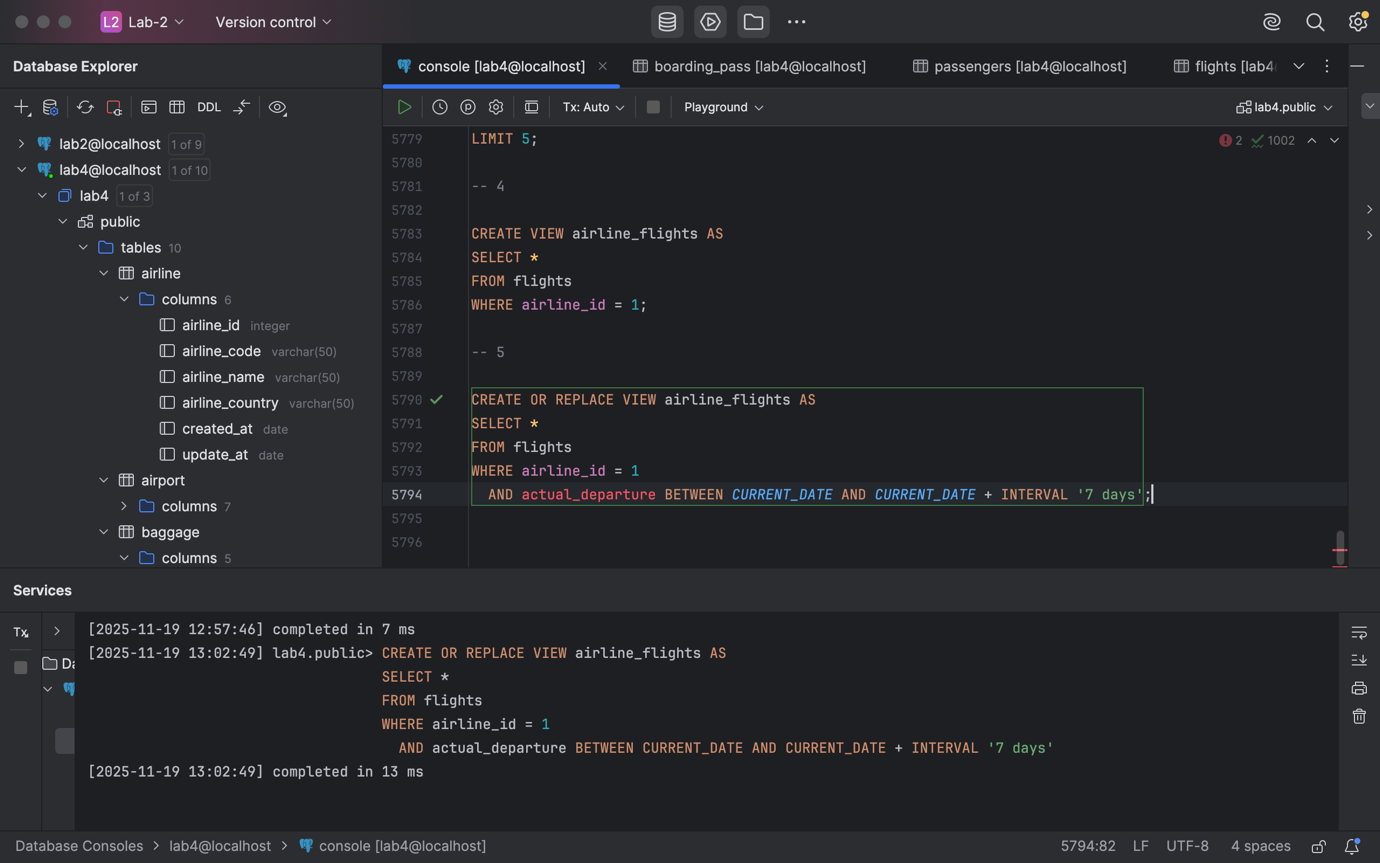 L2 Lab-2 Version control
Database Explorer
console [lab4@localhost] boarding_pass [lab4@localhost] passengers [lab4@localhost] flights [lab4
DDL Tx: Auto Playground lab4.public
lab2@localhost 1 of 9
lab4@localhost 1 of 10
lab4 1 of 3
public
tables 10
airline
columns 6
airline_id integer
airline_code varchar(50)
airline_name varchar(50)
airline_country varchar(50)
created_at date
update_at date
airport
columns 7
baggage
columns 5
2 1002
5779 LIMIT 5;
5780
5781 -- 4
5782
5783 CREATE VIEW airline_flights AS
5784 SELECT *
5785 FROM flights
5786 WHERE airline_id = 1;
5787
5788 -- 5
5789
5790 CREATE OR REPLACE VIEW airline_flights AS
5791 SELECT *
5792 FROM flights
5793 WHERE airline_id = 1
5794 AND actual_departure BETWEEN CURRENT_DATE AND CURRENT_DATE + INTERVAL '7 days';
5795
5796
Services
Tx
Da
[2025-11-19 12:57:46] completed in 7 ms
[2025-11-19 13:02:49] lab4.public> CREATE OR REPLACE VIEW airline_flights AS
SELECT *
FROM flights
WHERE airline_id = 1
AND actual_departure BETWEEN CURRENT_DATE AND CURRENT_DATE + INTERVAL '7 days'
[2025-11-19 13:02:49] completed in 13 ms
Database Consoles > lab4@localhost > console [lab4@localhost] 5794:82 LF UTF-8 4 spaces